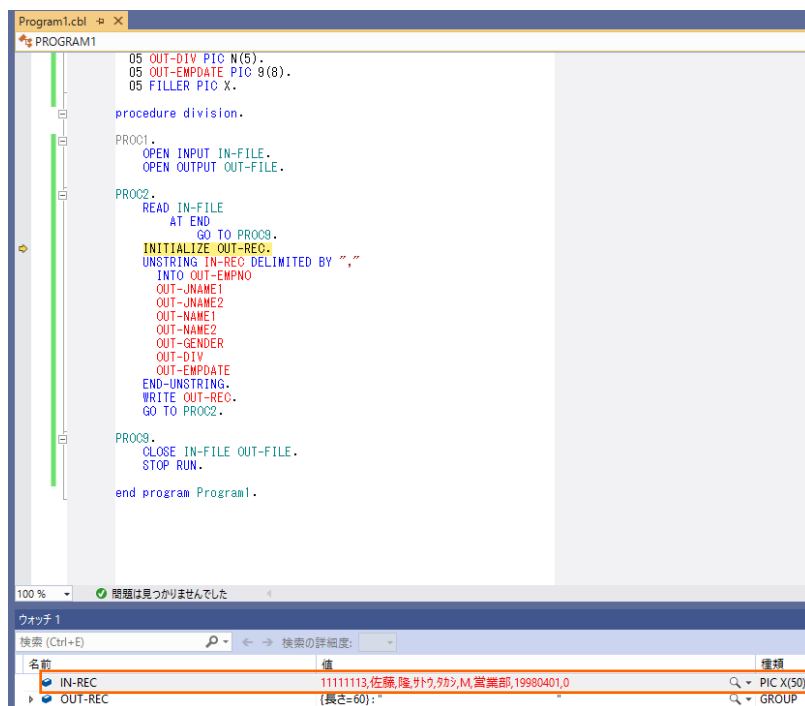 Program1.cbl
PROGRAM1
05 OUT-DIV PIC N(5).
05 OUT-EMPDATE PIC 9(8).
05 FILLER PIC X.
procedure division.
PROC1.
OPEN INPUT IN-FILE.
OPEN OUTPUT OUT-FILE.
PROC2.
READ IN-FILE
AT END
GO TO PROC9.
INITIALIZE OUT-REC.
UNSTRING IN-REC DELIMITED BY ","
INTO OUT-EMPNO
OUT-JNAME1
OUT-JNAME2
OUT-NAME1
OUT-NAME2
OUT-GENDER
OUT-DIV
OUT-EMPDATE
END-UNSTRING.
WRITE OUT-REC.
GO TO PROC2.
PROC9.
CLOSE IN-FILE OUT-FILE.
STOP RUN.
end program Program1.
100 % 問題は見つかりませんでした
ウォッチ 1
検索 (Ctrl+E) 検索の詳細度:
名前 値 種類
IN-REC 11111113,佐藤,隆,ｻﾄｳ,ﾀｶｼ,M,営業部,19980401,0 PIC X(50)
OUT-REC {長さ=60} : " " GROUP